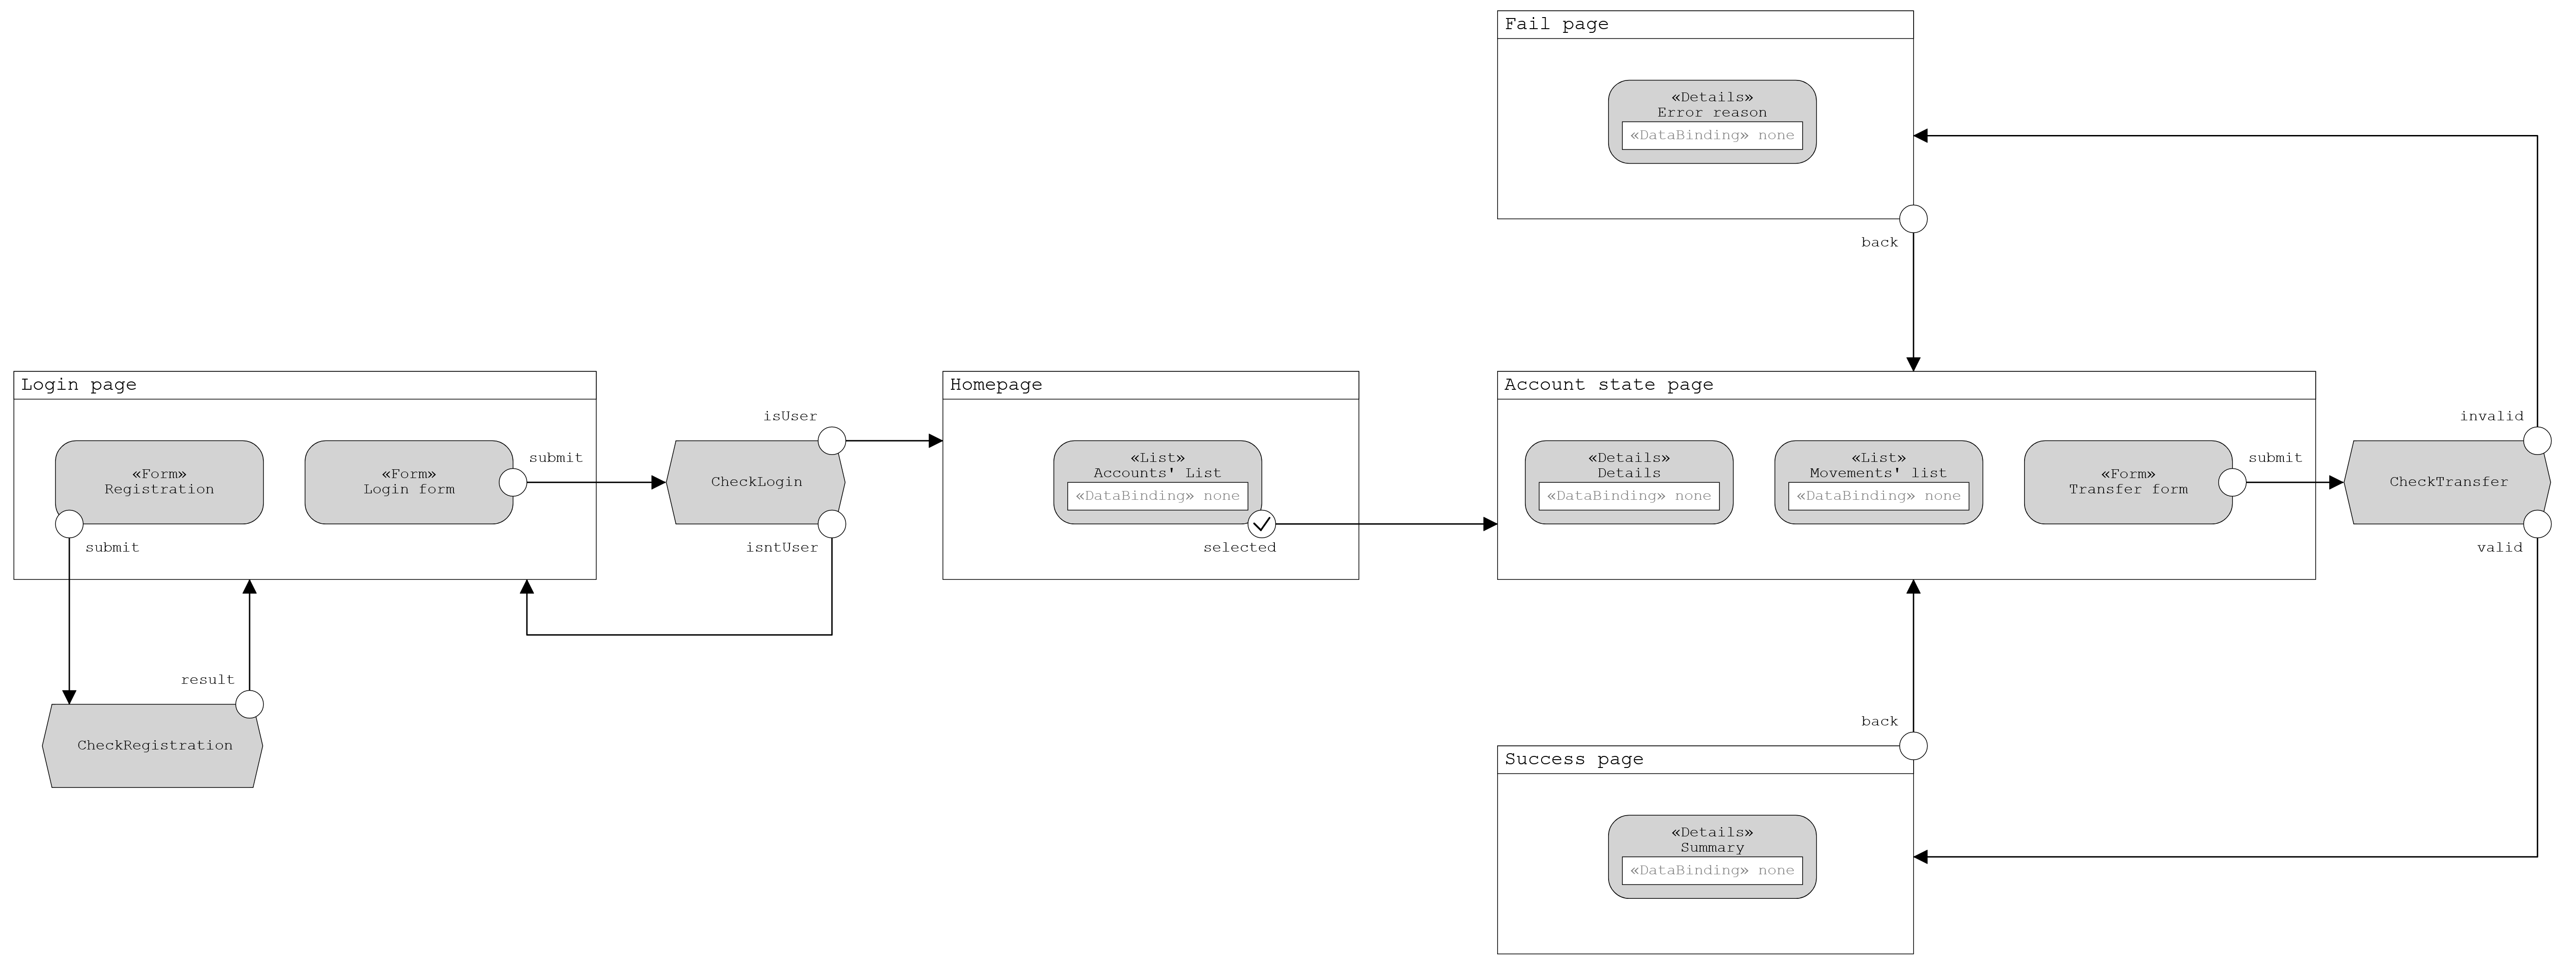 Fail page
«Details»
Error reason
«DataBinding» none
back
Login page
«Form»
Registration
submit
«Form»
Login form
submit
CheckRegistration
result
CheckLogin
isUser
isntUser
Homepage
«List»
Accounts' List
«DataBinding» none
selected
Account state page
«Details»
Details
«DataBinding» none
«List»
Movements' list
«DataBinding» none
«Form»
Transfer form
submit
CheckTransfer
invalid
valid
back
Success page
«Details»
Summary
«DataBinding» none